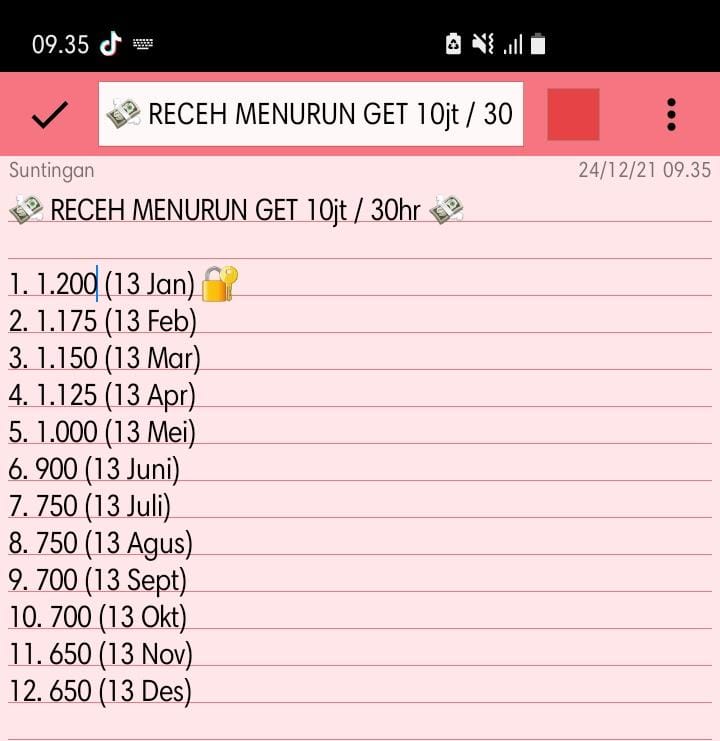 09.35
RECEH MENURUN GET 10jt / 30
Suntingan 24/12/21 09.35
RECEH MENURUN GET 10jt / 30hr
1. 1.200 (13 Jan)
2. 1.175 (13 Feb)
3. 1.150 (13 Mar)
4. 1.125 (13 Apr)
5. 1.000 (13 Mei)
6. 900 (13 Juni)
7. 750 (13 Juli)
8. 750 (13 Agus)
9. 700 (13 Sept)
10. 700 (13 Okt)
11. 650 (13 Nov)
12. 650 (13 Des)